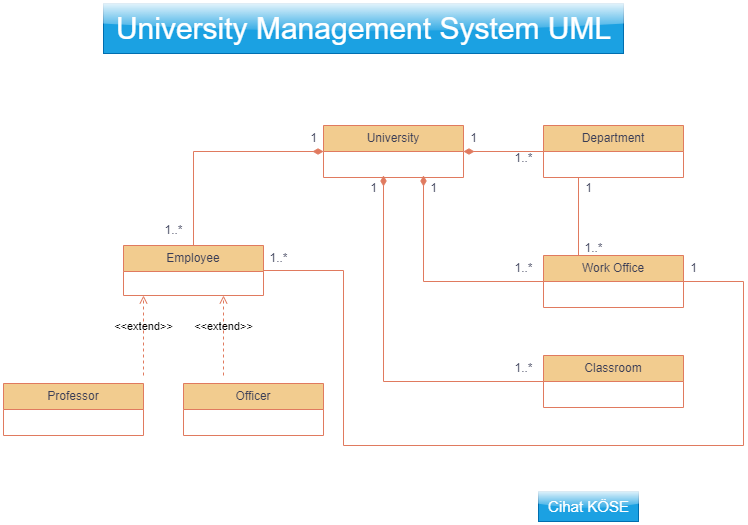 University Management System UML
1 University 1 Department
1..*
1 1 1
1..* 1..*
Employee 1..* 1..* Work Office 1
<<extend>> <<extend>>
1..* Classroom
Professor Officer
Cihat KÖSE